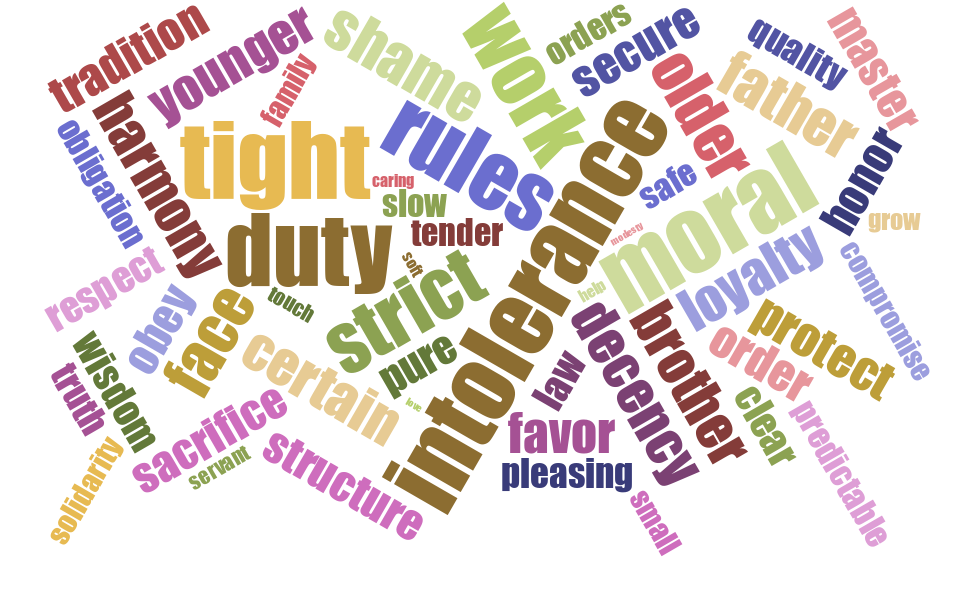 tradition
younger
shame
work
orders
secure
quality
master
family
older
father
harmony
obligation
tight
rules
intolerance
caring
slow
tender
safe
moral
honor
grow
modesty
duty
soft
strict
respect
obey
face
touch
help
loyalty
compromise
wisdom
truth
certain
pure
love
law
decency
brother
order
protect
clear
predictable
sacrifice
servant
solidarity
structure
favor
pleasing
small